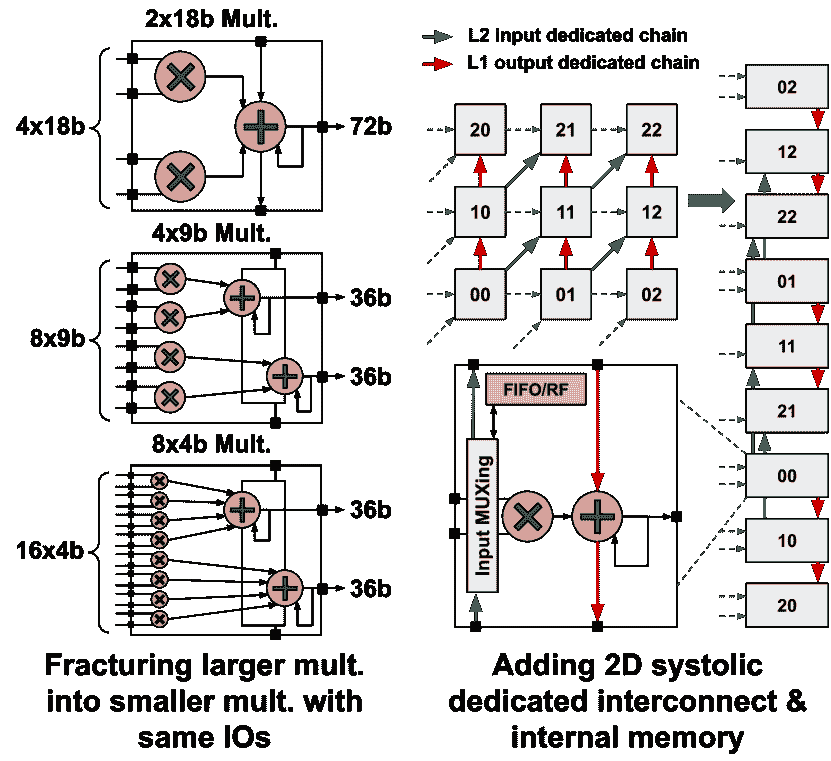 2x18b Mult.
4x18b
72b
4x9b Mult.
8x9b
36b
36b
8x4b Mult.
16x4b
36b
36b
Fracturing larger mult.
into smaller mult. with
same IOs
L2 Input dedicated chain
L1 output dedicated chain
20 21 22
10 11 12
00 01 02
02
12
22
01
11
21
00
10
20
FIFO/RF
Input MUXing
Adding 2D systolic
dedicated interconnect &
internal memory